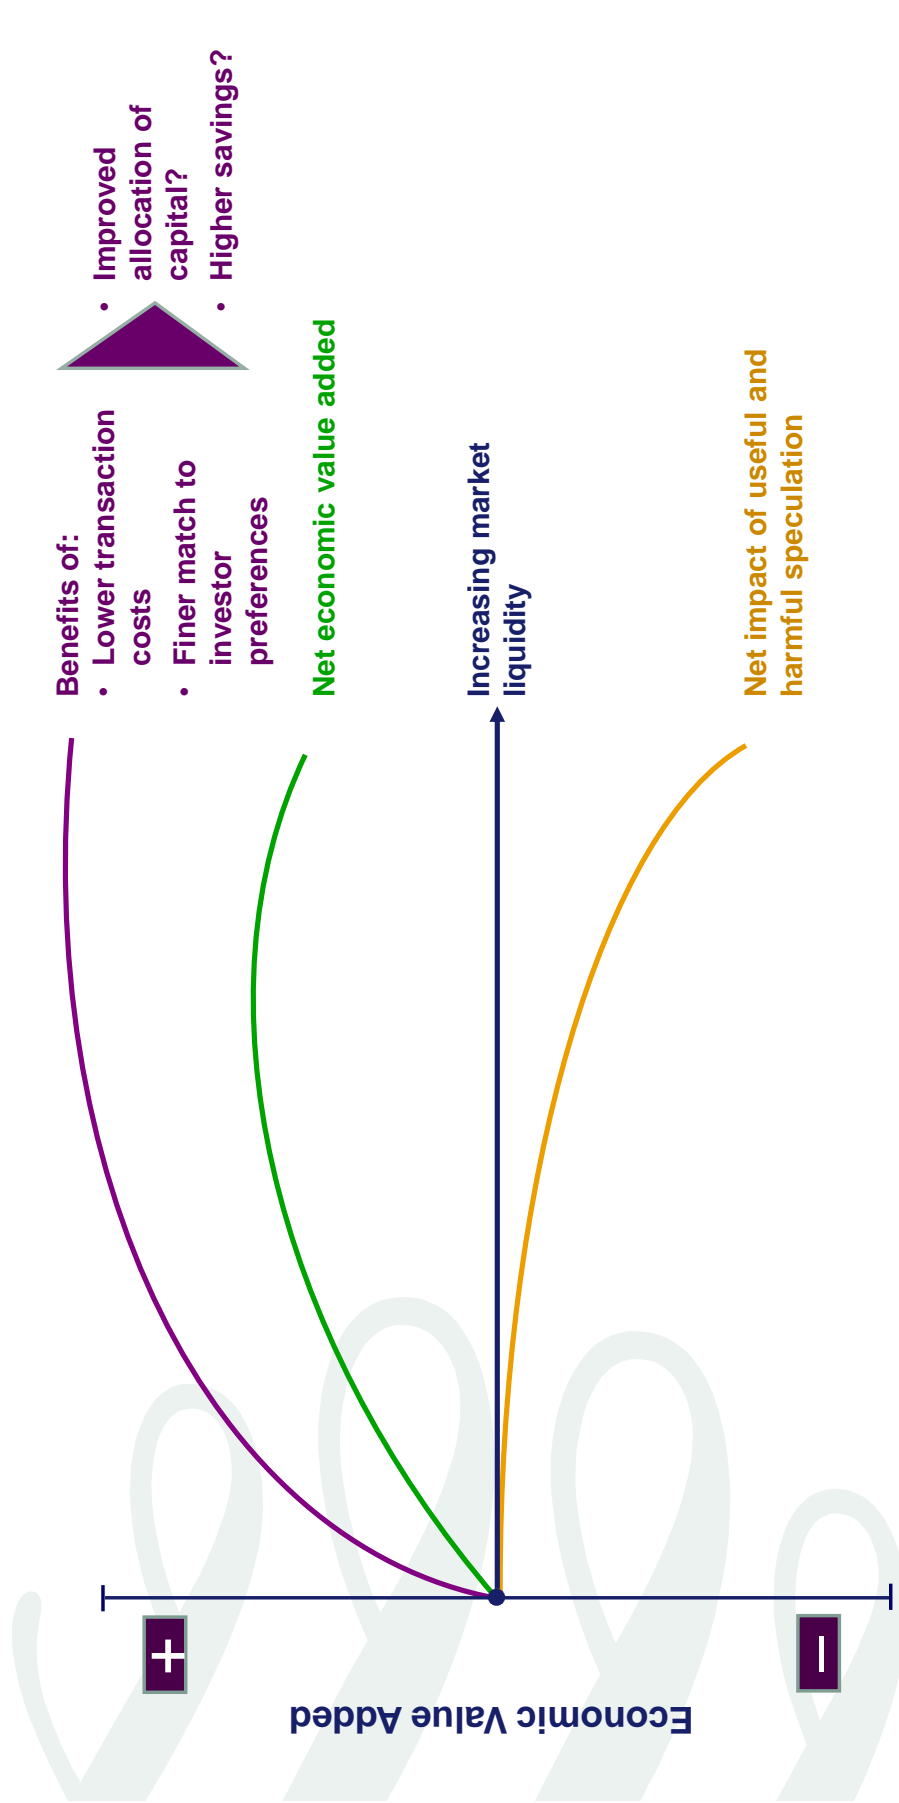 Benefits of:
• Lower transaction
costs
• Finer match to
investor
preferences
• Improved
allocation of
capital?
• Higher savings?
Net economic value added
Increasing market
liquidity
Net impact of useful and
harmful speculation
+
–
Economic Value Added